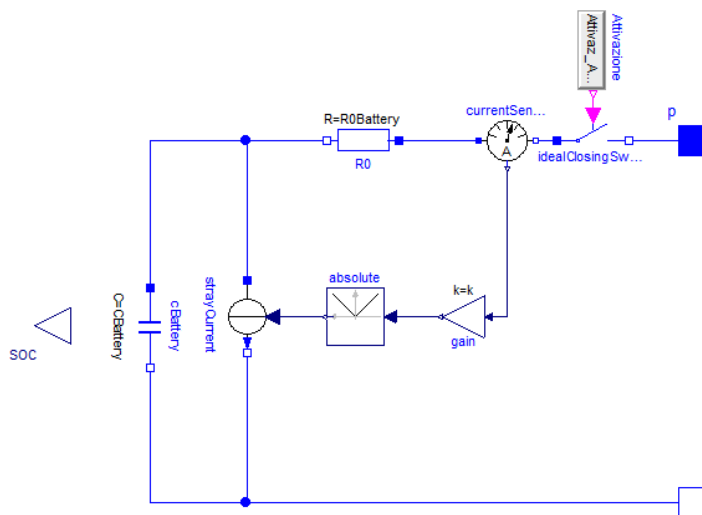 Attivazione
Attivaz_A...
p
currentSen...
A
idealClosingSw...
R=R0Battery
R0
absolute
k=k
gain
strayCurrent
cBattery
C=CBattery
SOC